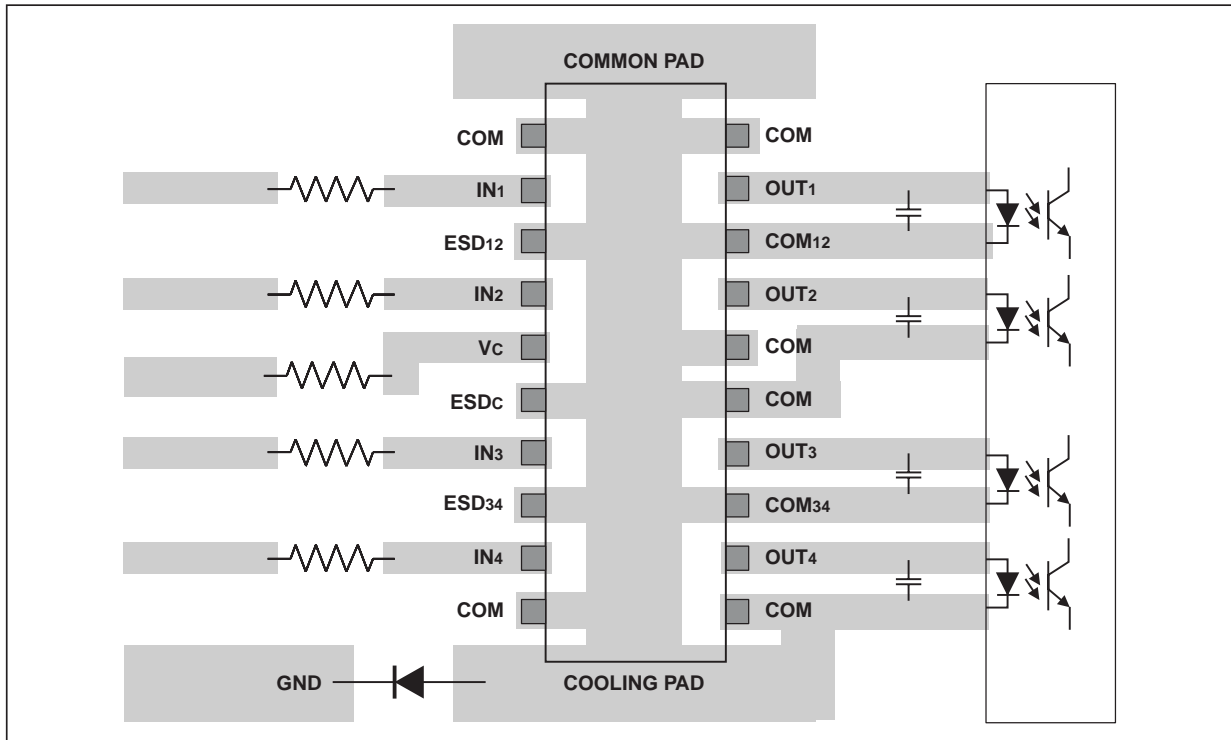 COMMON PAD
COM COM
IN1 OUT1
ESD12 COM12
IN2 OUT2
VC COM
ESDC COM
IN3 OUT3
ESD34 COM34
IN4 OUT4
COM COM
GND COOLING PAD